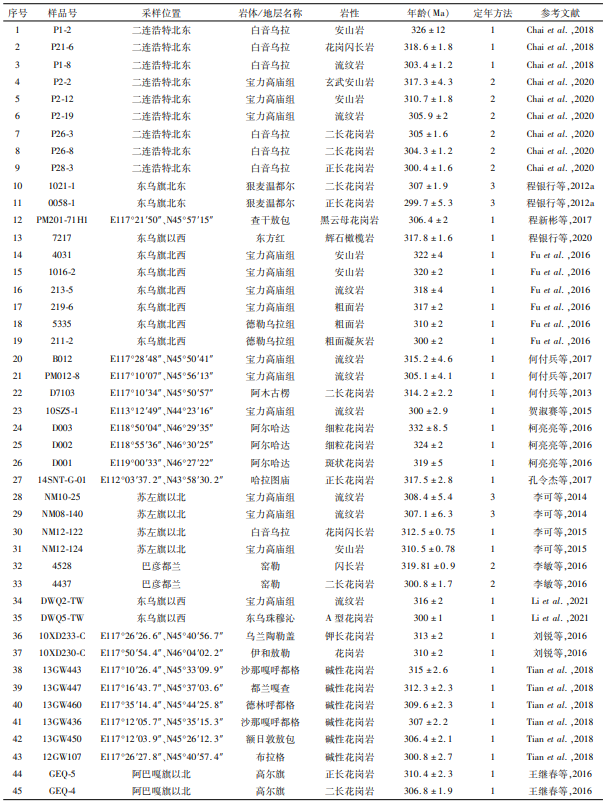 序号 样品号 采样位置 岩体/地层名称 岩性 年龄(Ma) 定年方法 参考文献
1 P1-2 二连浩特北东 白音乌拉 安山岩 326±12 1 Chai et al.,2018
2 P21-6 二连浩特北东 白音乌拉 花岗闪长岩 318.6±1.8 1 Chai et al.,2018
3 P1-8 二连浩特北东 白音乌拉 流纹岩 303.4±1.2 1 Chai et al.,2018
4 P2-2 二连浩特北东 宝力高庙组 玄武安山岩 317.3±4.3 2 Chai et al.,2020
5 P2-12 二连浩特北东 宝力高庙组 安山岩 310.7±1.8 2 Chai et al.,2020
6 P2-19 二连浩特北东 宝力高庙组 流纹岩 305.9±2 2 Chai et al.,2020
7 P26-3 二连浩特北东 白音乌拉 二长花岗岩 305±1.6 2 Chai et al.,2020
8 P26-8 二连浩特北东 白音乌拉 二长花岗岩 304.3±1.2 2 Chai et al.,2020
9 P28-3 二连浩特北东 白音乌拉 正长花岗岩 300.4±1.6 2 Chai et al.,2020
10 1021-1 东乌旗北东 狠麦温都尔 二长花岗岩 307±1.9 3 程银行等,2012a
11 0058-1 东乌旗北东 狠麦温都尔 正长花岗岩 299.7±5.3 3 程银行等,2012a
12 PM201-71H1 E117°21′50″、N45°57′15″ 查干敖包 黑云母花岗岩 306.4±2 1 程新彬等,2017
13 7217 东乌旗以西 东方红 辉石橄榄岩 317.8±1.6 1 程银行等,2020
14 4031 东乌旗北西 宝力高庙组 安山岩 322±4 1 Fu et al.,2016
15 1016-2 东乌旗北西 宝力高庙组 安山岩 320±2 1 Fu et al.,2016
16 213-5 东乌旗北西 宝力高庙组 流纹岩 318±4 1 Fu et al.,2016
17 219-6 东乌旗北西 宝力高庙组 粗面岩 317±2 1 Fu et al.,2016
18 5335 东乌旗北西 德勒乌拉组 粗面岩 310±2 1 Fu et al.,2016
19 211-2 东乌旗北西 德勒乌拉组 粗面凝灰岩 300±2 1 Fu et al.,2016
20 B012 E117°28′48″、N45°50′41″ 宝力高庙组 流纹岩 315.2±4.6 1 何付兵等,2017
21 PM012-8 E117°10′07″、N45°56′13″ 宝力高庙组 流纹岩 305.1±4.1 1 何付兵等,2017
22 D7103 E117°10′34″、N45°50′57″ 阿木古楞 二长花岗岩 314.2±2.2 1 何付兵等,2013
23 10SZ5-1 E113°12′49″、N44°23′16″ 宝力高庙组 流纹岩 300±2.9 1 贺淑赛等,2015
24 D003 E118°50′04″、N46°29′35″ 阿尔哈达 细粒花岗岩 332±8.5 1 柯亮亮等,2016
25 D002 E118°55′36″、N46°30′25″ 阿尔哈达 细粒花岗岩 324±2 1 柯亮亮等,2016
26 D001 E119°00′33″、N46°27′22″ 阿尔哈达 斑状花岗岩 319±5 1 柯亮亮等,2016
27 14SNT-G-01 E112°03′37.2″、N43°58′30.2″ 哈拉图庙 正长花岗岩 317.5±2.8 1 孔令杰等,2017
28 NM10-25 苏左旗以北 宝力高庙组 流纹岩 308.4±5.4 3 李可等,2014
29 NM08-140 苏左旗以北 宝力高庙组 流纹岩 307.1±6.3 3 李可等,2014
30 NM12-122 苏左旗以北 白音乌拉 花岗闪长岩 312.5±0.75 1 李可等,2015
31 NM12-124 苏左旗以北 宝力高庙组 安山岩 310.5±0.78 1 李可等,2015
32 4528 巴彦都兰 窑勒 闪长岩 319.81±0.9 2 李敏等,2016
33 4437 巴彦都兰 窑勒 二长花岗岩 300.8±1.7 2 李敏等,2016
34 DWQ2-TW 东乌旗以西 宝力高庙组 流纹岩 316±2 1 Li et al.,2021
35 DWQ5-TW 东乌旗以西 东乌珠穆沁 A型花岗岩 300±1 1 Li et al.,2021
36 10XD233-C E117°26′26.6″、N45°40′56.7″ 乌兰陶勒盖 钾长花岗岩 313±2 1 刘锐等,2016
37 10XD230-C E117°50′54.4″、N46°04′02.2″ 伊和敖勒 花岗岩 310±2 1 刘锐等,2016
38 13GW443 E117°10′26.4″、N45°33′09.9″ 沙那嘎呼都格 碱性花岗岩 315±2.6 1 Tian et al.,2018
39 13GW447 E117°16′43.7″、N45°37′03.6″ 都兰嘎查 碱性花岗岩 312.3±2.3 1 Tian et al.,2018
40 13GW460 E117°35′14.4″、N45°44′25.8″ 德林呼都格 碱性花岗岩 309.6±2.3 1 Tian et al.,2018
41 13GW436 E117°12′05.7″、N45°35′15.3″ 沙那嘎呼都格 碱性花岗岩 307±2.2 1 Tian et al.,2018
42 13GW450 E117°12′03.9″、N45°26′12.3″ 额日敦敖包 碱性花岗岩 306.4±2.1 1 Tian et al.,2018
43 12GW107 E117°26′27.8″、N45°40′57.4″ 布拉格 碱性花岗岩 300.8±2.7 1 Tian et al.,2018
44 GEQ-5 阿巴嘎旗以北 高尔旗 正长花岗岩 310.4±2.3 1 王继春等,2016
45 GEQ-4 阿巴嘎旗以北 高尔旗 二长花岗岩 306.8±1.9 1 王继春等,2016